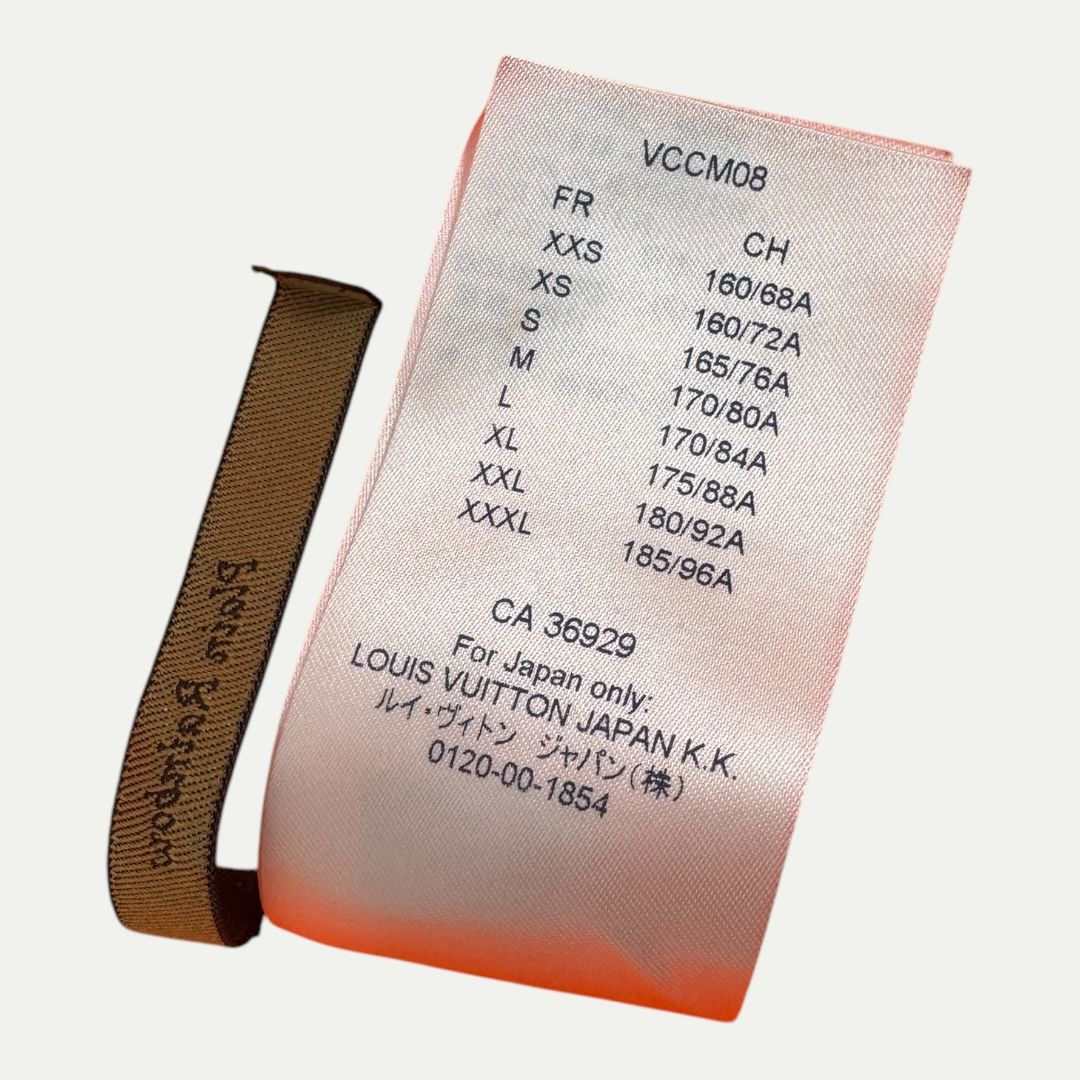 VCCM08
FR CH
XXS 160/68A
XS 160/72A
S 165/76A
M 170/80A
L 170/84A
XL 175/88A
XXL 180/92A
XXXL 185/96A
CA 36929
For Japan only:
LOUIS VUITTON JAPAN K.K.
ルイ・ヴィトン ジャパン(株)
0120-00-1854